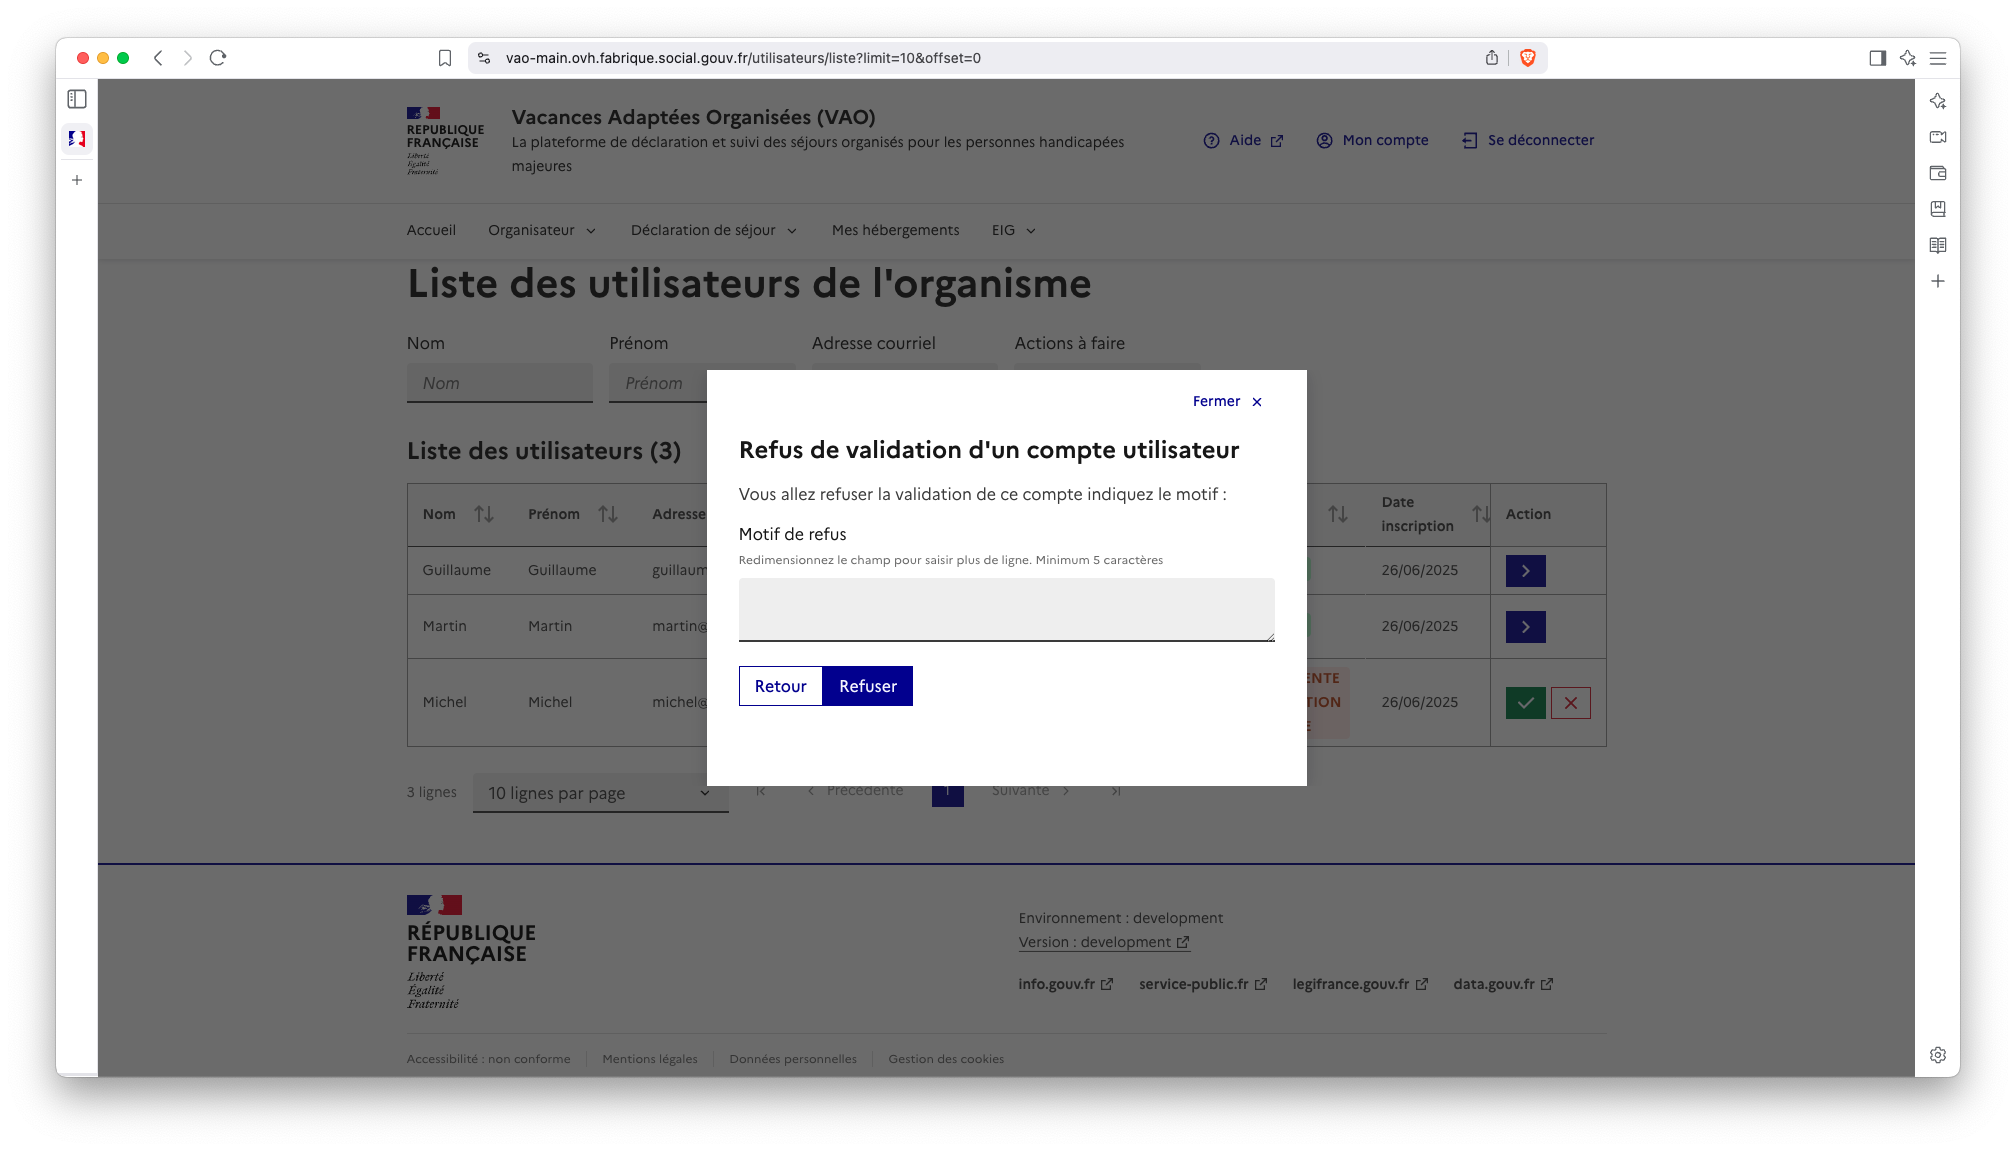 vao-main.ovh.fabrique.social.gouv.fr/utilisateurs/liste?limit=10&offset=0
RÉPUBLIQUE
FRANÇAISE
Liberté
Égalité
Fraternité
Vacances Adaptées Organisées (VAO)
La plateforme de déclaration et suivi des séjours organisés pour les personnes handicapées
majeures
Aide
Mon compte
Se déconnecter
Accueil
Organisateur
Déclaration de séjour
Mes hébergements
EIG
Liste des utilisateurs de l'organisme
Nom
Prénom
Adresse courriel
Actions à faire
Nom
Prénom
Liste des utilisateurs (3)
Nom
Prénom
Adresse
Date
inscription
Action
Guillaume
Guillaume
guillaum
26/06/2025
Martin
Martin
martin@
26/06/2025
Michel
Michel
michel@
ENTE
TION
E
26/06/2025
Fermer
Refus de validation d'un compte utilisateur
Vous allez refuser la validation de ce compte indiquez le motif :
Motif de refus
Redimensionnez le champ pour saisir plus de ligne. Minimum 5 caractères
Retour
Refuser
3 lignes
10 lignes par page
Précédente
1
Suivante
RÉPUBLIQUE
FRANÇAISE
Liberté
Égalité
Fraternité
Environnement : development
Version : development
info.gouv.fr
service-public.fr
legifrance.gouv.fr
data.gouv.fr
Accessibilité : non conforme
Mentions légales
Données personnelles
Gestion des cookies